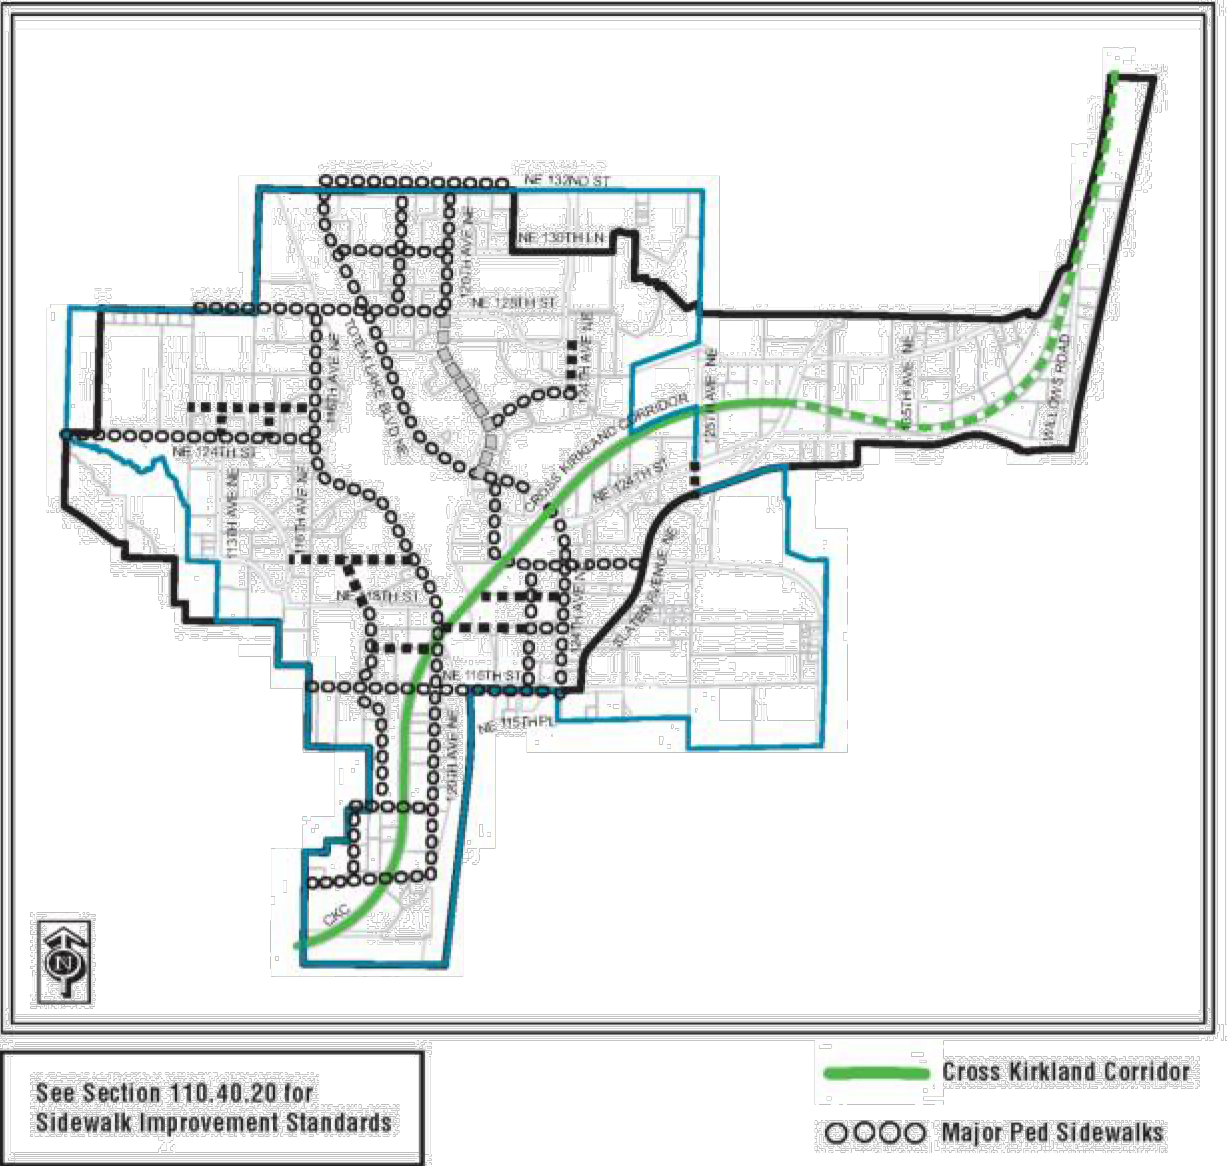 NE 132ND ST
NE 130TH LN
120TH AVE NE
NE 128TH ST
TOTEM LAKE BLVD NE
116TH AVE NE
124TH AVE NE
128TH AVE NE
135TH AVE NE
WILLOWS ROAD
CROSS KIRKLAND CORRIDOR
NE 124TH ST
NE 124TH ST
113TH AVE NE
116TH AVE NE
SLATER AVENUE NE
NE 118TH ST
124TH AVE NE
NE 116TH ST
NE 115TH PL
120TH AVE NE
CKC
N
See Section 110.40.20 for
Sidewalk Improvement Standards
Cross Kirkland Corridor
Major Ped Sidewalks